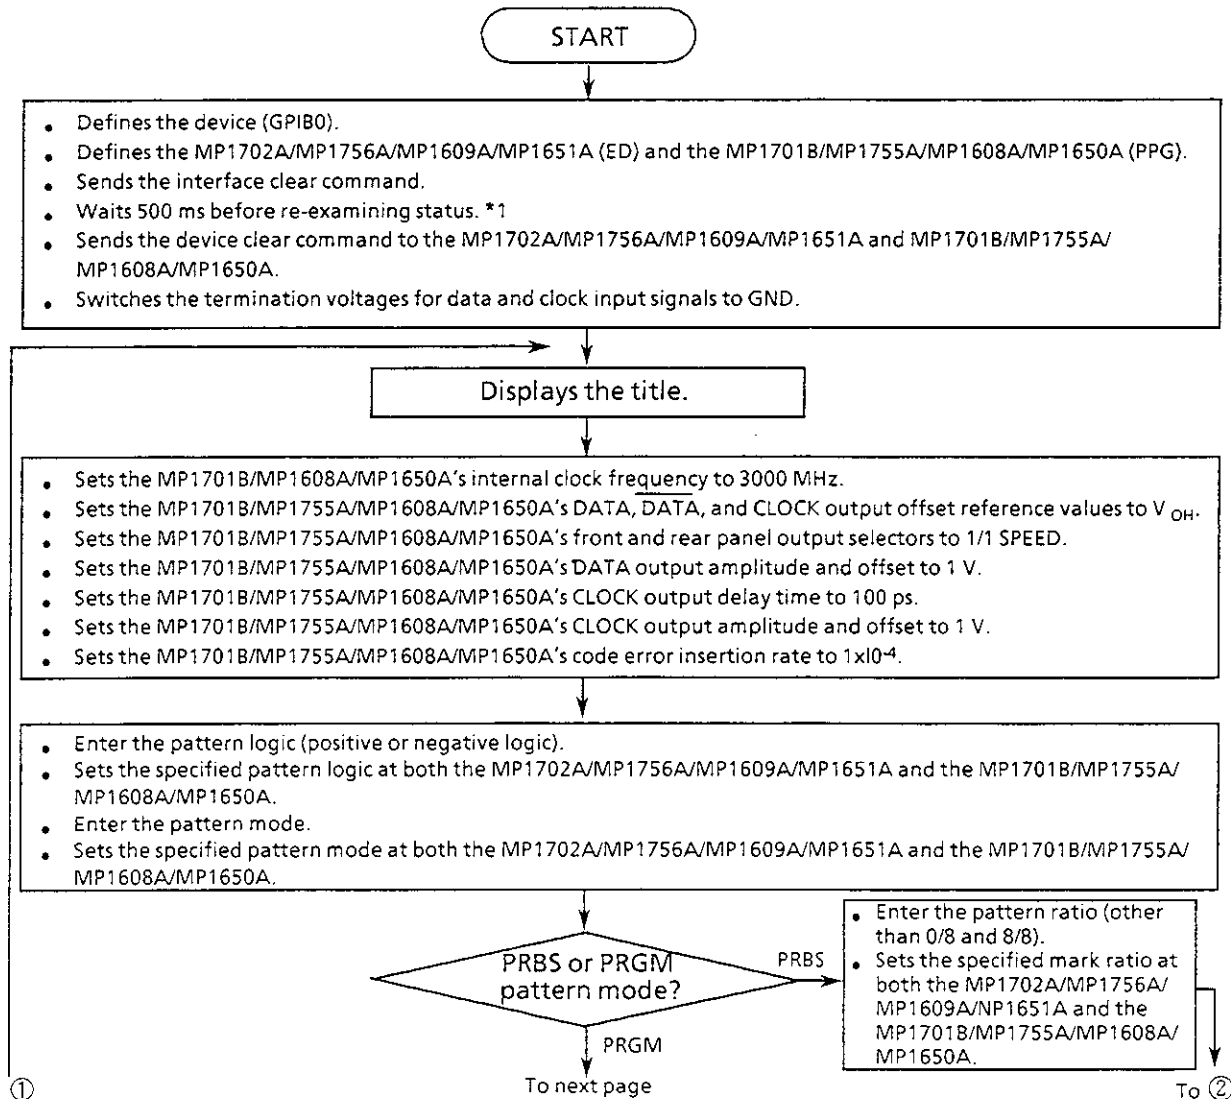 START
• Defines the device (GPIB0).
• Defines the MP1702A/MP1756A/MP1609A/MP1651A (ED) and the MP1701B/MP1755A/MP1608A/MP1650A (PPG).
• Sends the interface clear command.
• Waits 500 ms before re-examining status. *1
• Sends the device clear command to the MP1702A/MP1756A/MP1609A/MP1651A and MP1701B/MP1755A/
MP1608A/MP1650A.
• Switches the termination voltages for data and clock input signals to GND.
Displays the title.
• Sets the MP1701B/MP1608A/MP1650A's internal clock frequency to 3000 MHz.
• Sets the MP1701B/MP1755A/MP1608A/MP1650A's DATA, D̅A̅T̅A̅, and CLOCK output offset reference values to V OH.
• Sets the MP1701B/MP1755A/MP1608A/MP1650A's front and rear panel output selectors to 1/1 SPEED.
• Sets the MP1701B/MP1755A/MP1608A/MP1650A's DATA output amplitude and offset to 1 V.
• Sets the MP1701B/MP1755A/MP1608A/MP1650A's CLOCK output delay time to 100 ps.
• Sets the MP1701B/MP1755A/MP1608A/MP1650A's CLOCK output amplitude and offset to 1 V.
• Sets the MP1701B/MP1755A/MP1608A/MP1650A's code error insertion rate to 1xI0-4.
• Enter the pattern logic (positive or negative logic).
• Sets the specified pattern logic at both the MP1702A/MP1756A/MP1609A/MP1651A and the MP1701B/MP1755A/
MP1608A/MP1650A.
• Enter the pattern mode.
• Sets the specified pattern mode at both the MP1702A/MP1756A/MP1609A/MP1651A and the MP1701B/MP1755A/
MP1608A/MP1650A.
PRBS or PRGM
pattern mode?
PRBS
• Enter the pattern ratio (other
than 0/8 and 8/8).
• Sets the specified mark ratio at
both the MP1702A/MP1756A/
MP1609A/NP1651A and the
MP1701B/MP1755A/MP1608A/
MP1650A.
PRGM
①
To next page
To ②